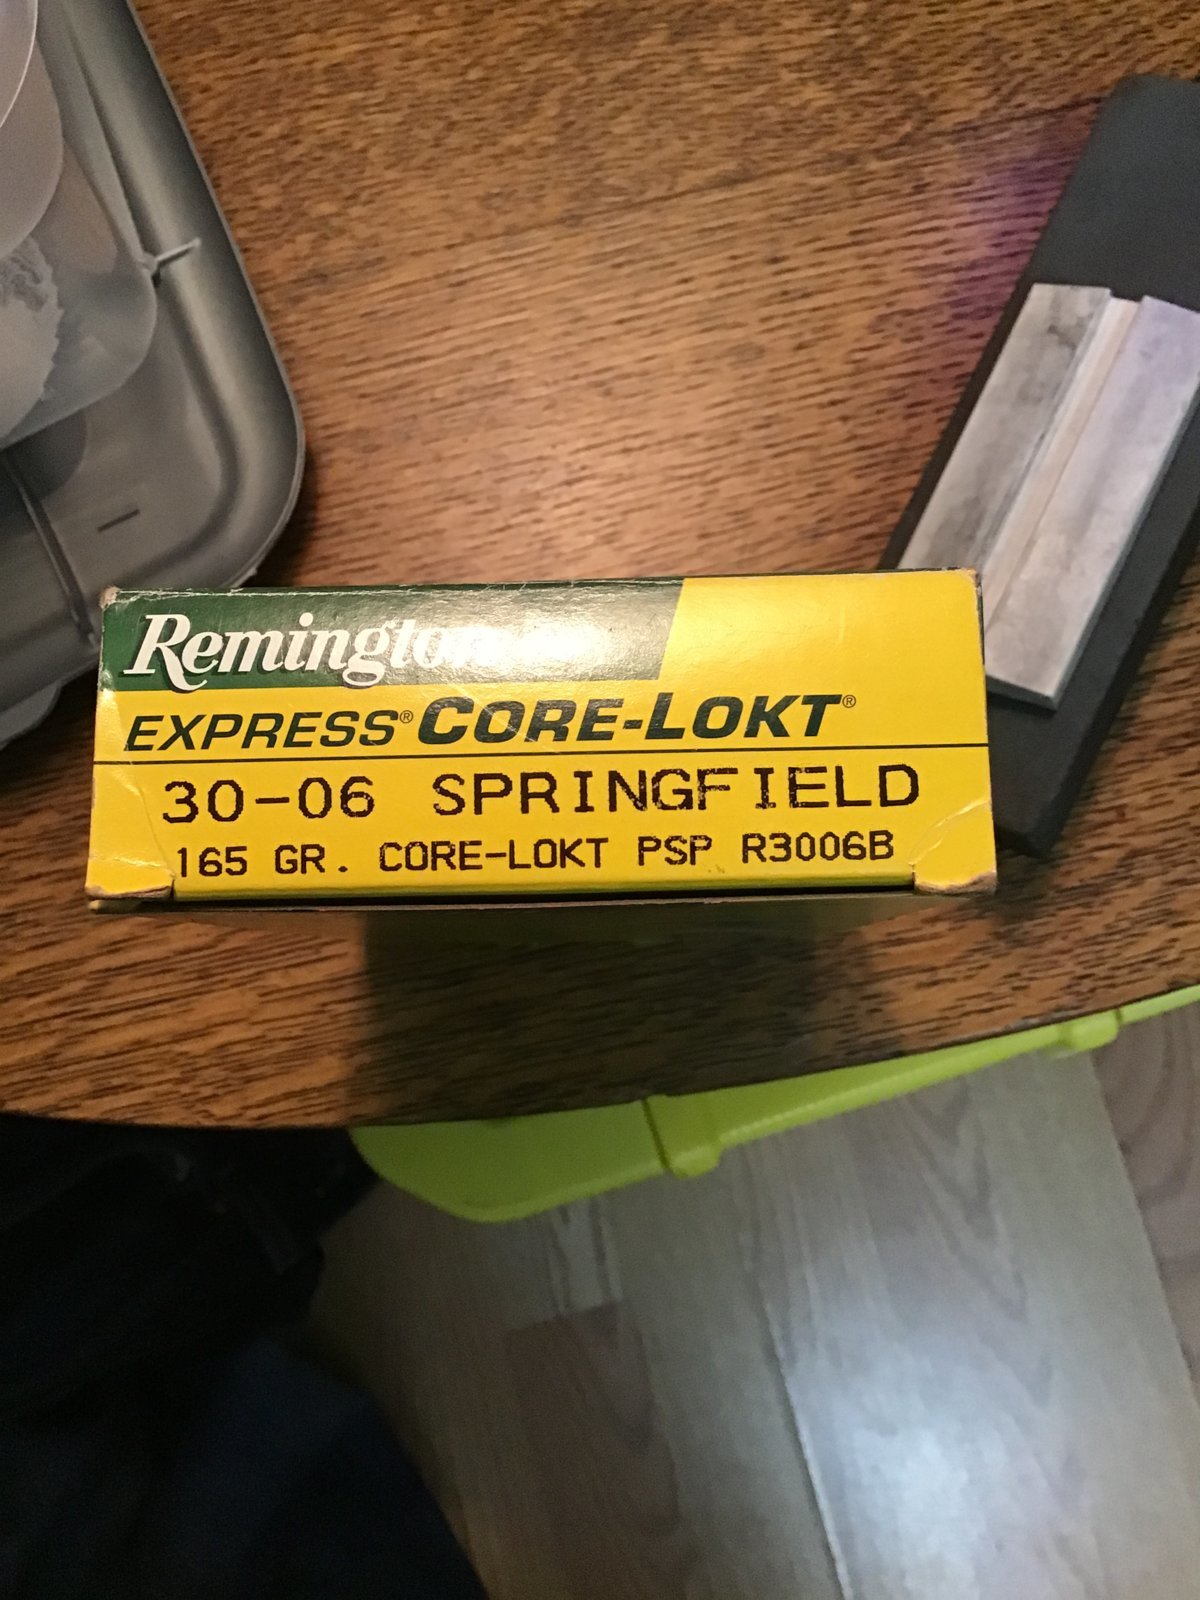 Remington
EXPRESS® CORE-LOKT®
30-06 SPRINGFIELD
165 GR. CORE-LOKT PSP R3006B